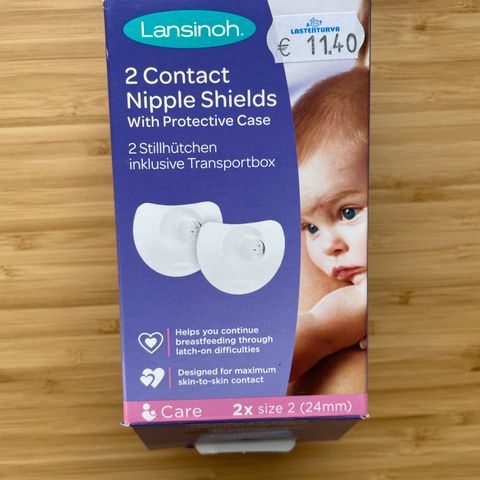 Lansinoh®
LASTENTURVA
€ 11.40
2 Contact
Nipple Shields
With Protective Case
2 Stillhütchen
inklusive Transportbox
Helps you continue
breastfeeding through
latch-on difficulties
Designed for maximum
skin-to-skin contact
Care
2x size 2 (24mm)